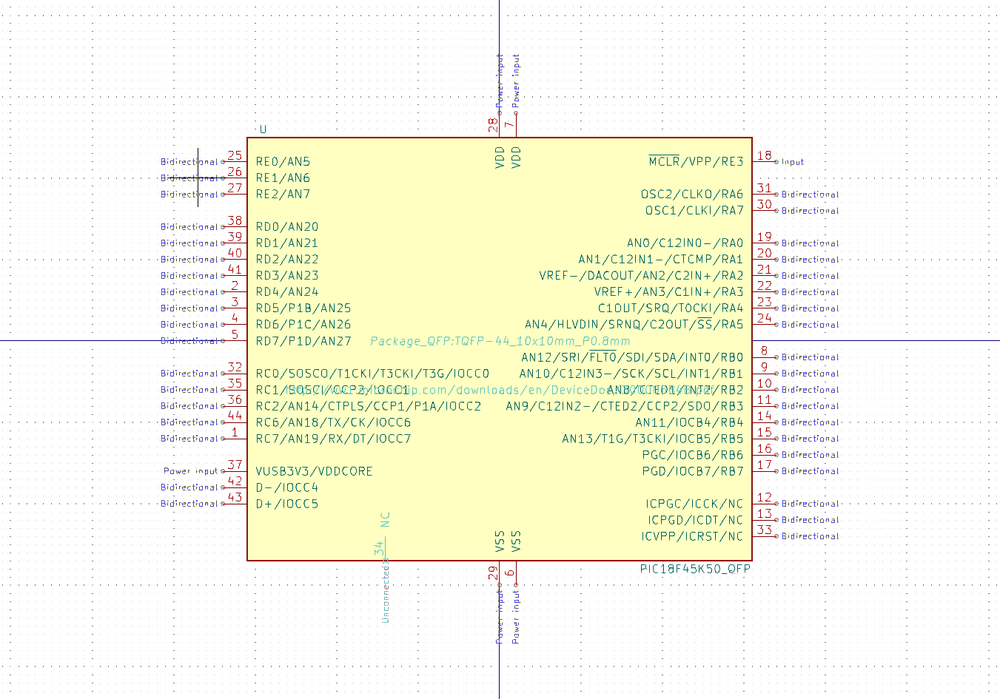 Power input
Power input
28
7
U
VDD
VDD
Bidirectional 25 RE0/AN5
MCLR/VPP/RE3 18 Input
Bidirectional 26 RE1/AN6
Bidirectional 27 RE2/AN7
OSC2/CLKO/RA6 31 Bidirectional
OSC1/CLKI/RA7 30 Bidirectional
Bidirectional 38 RD0/AN20
Bidirectional 39 RD1/AN21
AN0/C12IN0-/RA0 19 Bidirectional
Bidirectional 40 RD2/AN22
AN1/C12IN1-/CTCMP/RA1 20 Bidirectional
Bidirectional 41 RD3/AN23
VREF-/DACOUT/AN2/C2IN+/RA2 21 Bidirectional
Bidirectional 2 RD4/AN24
VREF+/AN3/C1IN+/RA3 22 Bidirectional
Bidirectional 3 RD5/P1B/AN25
C1OUT/SRQ/T0CKI/RA4 23 Bidirectional
Bidirectional 4 RD6/P1C/AN26
AN4/HLVDIN/SRNQ/C2OUT/SS/RA5 24 Bidirectional
Bidirectional 5 RD7/P1D/AN27
Package_QFP:TQFP-44_10x10mm_P0.8mm
AN12/SRI/FLT0/SDI/SDA/INT0/RB0 8 Bidirectional
Bidirectional 32 RC0/SOSCO/T1CKI/T3CKI/T3G/IOCC0
AN10/C12IN3-/SCK/SCL/INT1/RB1 9 Bidirectional
Bidirectional 35 RC1/SOSCI/CCP2/IOCC1
.com/downloads/en/Device
/INT2/RB2 10 Bidirectional
Bidirectional 36 RC2/AN14/CTPLS/CCP1/P1A/IOCC2
AN9/C12IN2-/CTED2/CCP2/SDO/RB3 11 Bidirectional
Bidirectional 44 RC6/AN18/TX/CK/IOCC6
AN11/IOCB4/RB4 14 Bidirectional
Bidirectional 1 RC7/AN19/RX/DT/IOCC7
AN13/T1G/T3CKI/IOCB5/RB5 15 Bidirectional
PGC/IOCB6/RB6 16 Bidirectional
Power input 37 VUSB3V3/VDDCORE
PGD/IOCB7/RB7 17 Bidirectional
Bidirectional 42 D-/IOCC4
Bidirectional 43 D+/IOCC5
ICPGC/ICCK/NC 12 Bidirectional
ICPGD/ICDT/NC 13 Bidirectional
ICVPP/ICRST/NC 33 Bidirectional
NC
34
Unconnected
VSS
VSS
29
6
Power input
Power input
PIC18F45K50_QFP